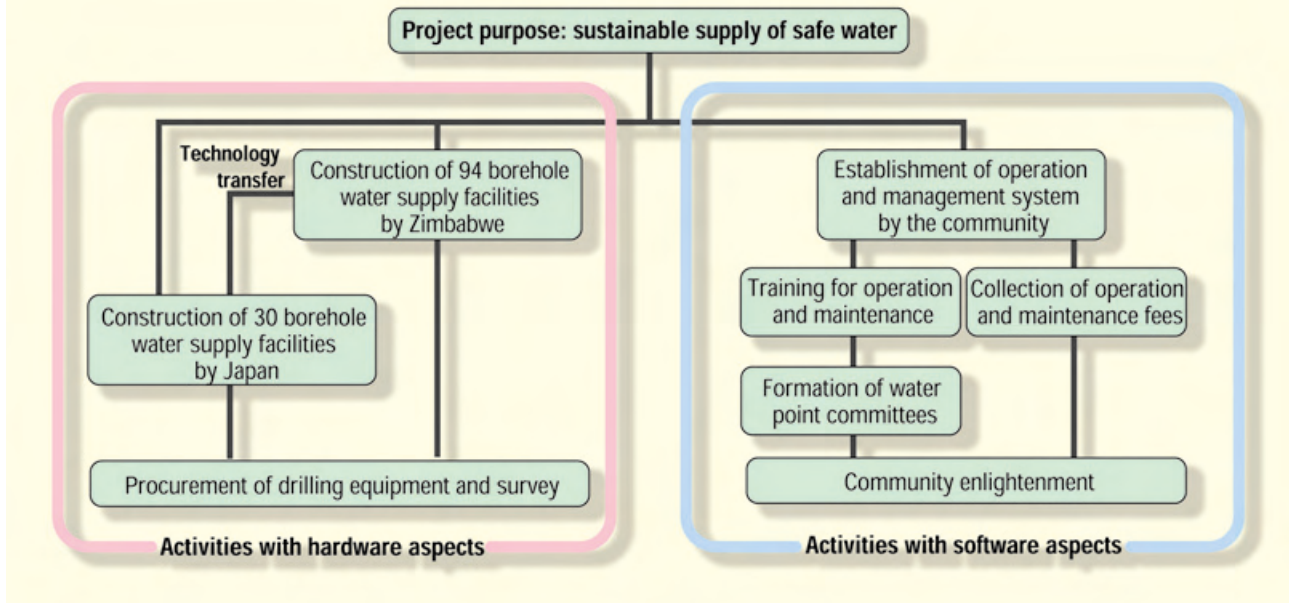 Project purpose: sustainable supply of safe water
Technology
transfer
Construction of 94 borehole
water supply facilities
by Zimbabwe
Construction of 30 borehole
water supply facilities
by Japan
Procurement of drilling equipment and survey
Activities with hardware aspects
Establishment of operation
and management system
by the community
Training for operation
and maintenance
Collection of operation
and maintenance fees
Formation of water
point committees
Community enlightenment
Activities with software aspects